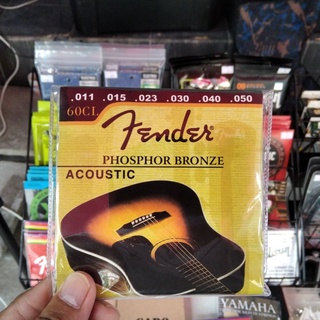 .011 .015 .023 .030 .040 .050
60CL
Fender
PHOSPHOR BRONZE
ACOUSTIC
YAMAHA